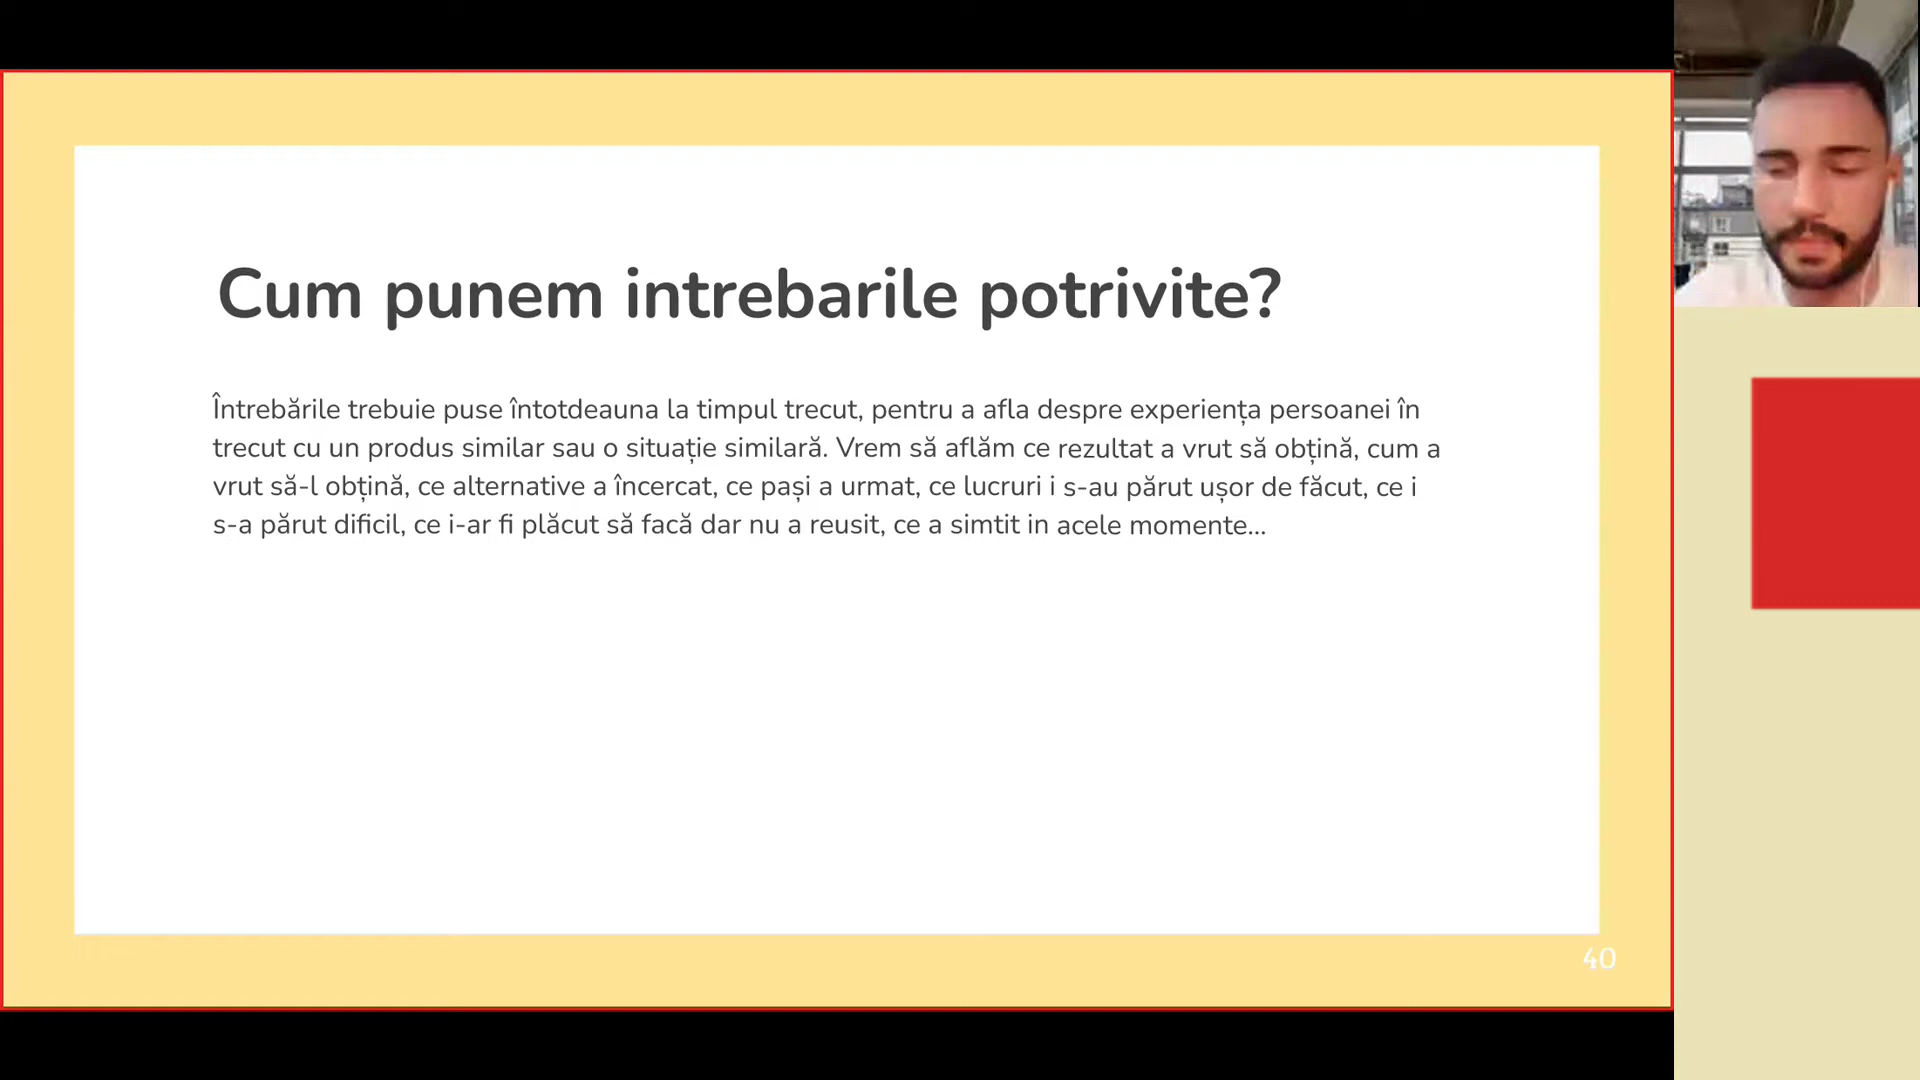 Cum punem intrebarile potrivite?
Întrebările trebuie puse întotdeauna la timpul trecut, pentru a afla despre experiența persoanei în
trecut cu un produs similar sau o situație similară. Vrem să aflăm ce rezultat a vrut să obțină, cum a
vrut să-l obțină, ce alternative a încercat, ce pași a urmat, ce lucruri i s-au părut ușor de făcut, ce i
s-a părut dificil, ce i-ar fi plăcut să facă dar nu a reusit, ce a simtit in acele momente...
40